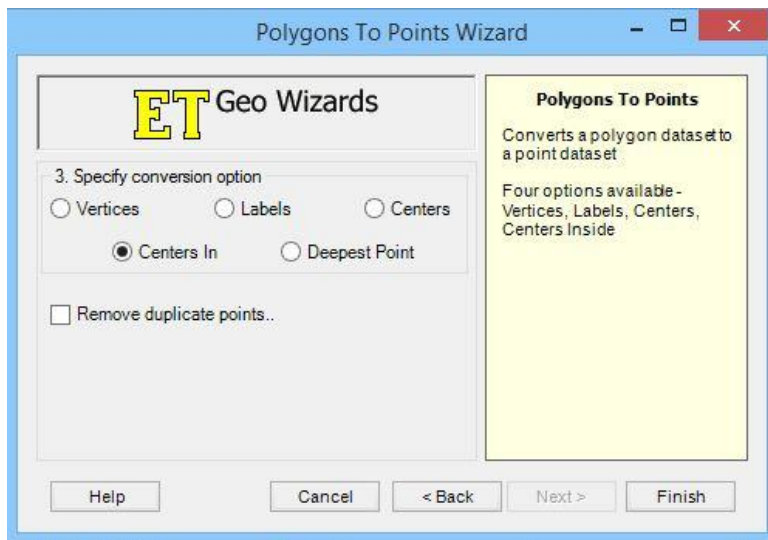 Polygons To Points Wizard
ET Geo Wizards
3. Specify conversion option
Vertices Labels Centers
Centers In Deepest Point
Remove duplicate points..
Polygons To Points
Converts a polygon dataset to
a point dataset
Four options available -
Vertices, Labels, Centers,
Centers Inside
Help Cancel < Back Next > Finish